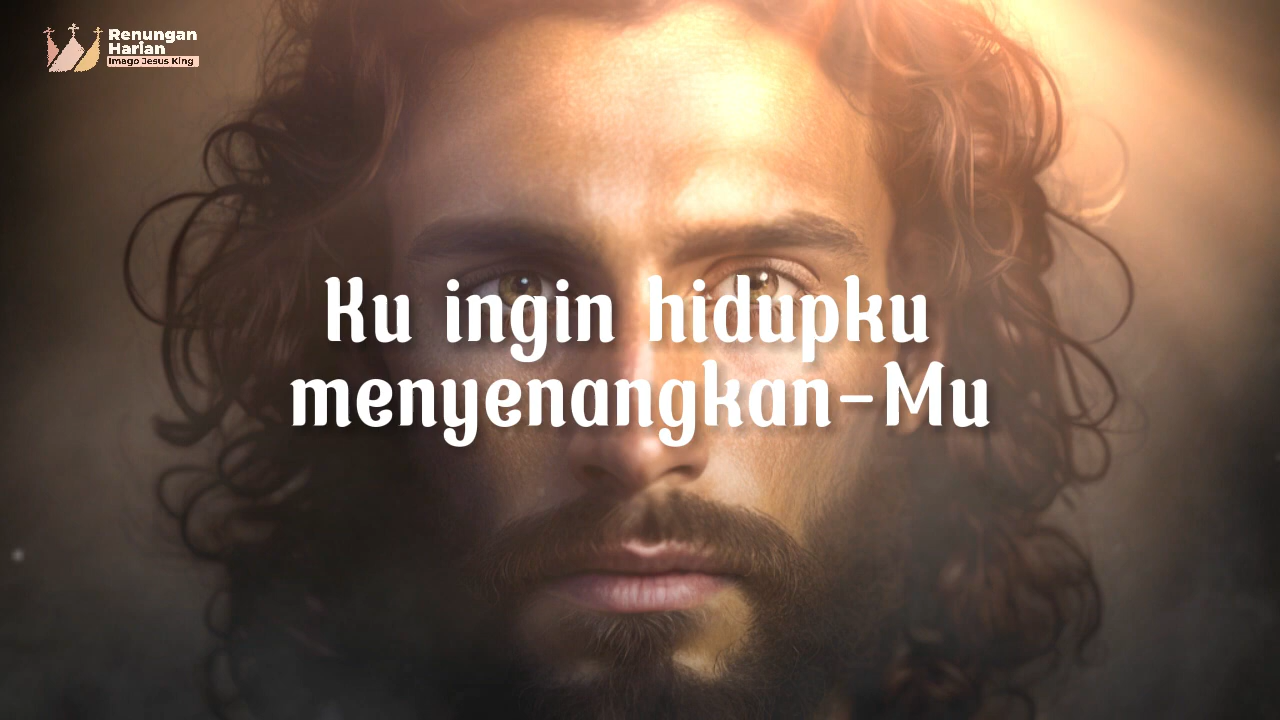 Renungan
Harian
Imago Jesus King
Ku ingin hidupku
menyenangkan-Mu